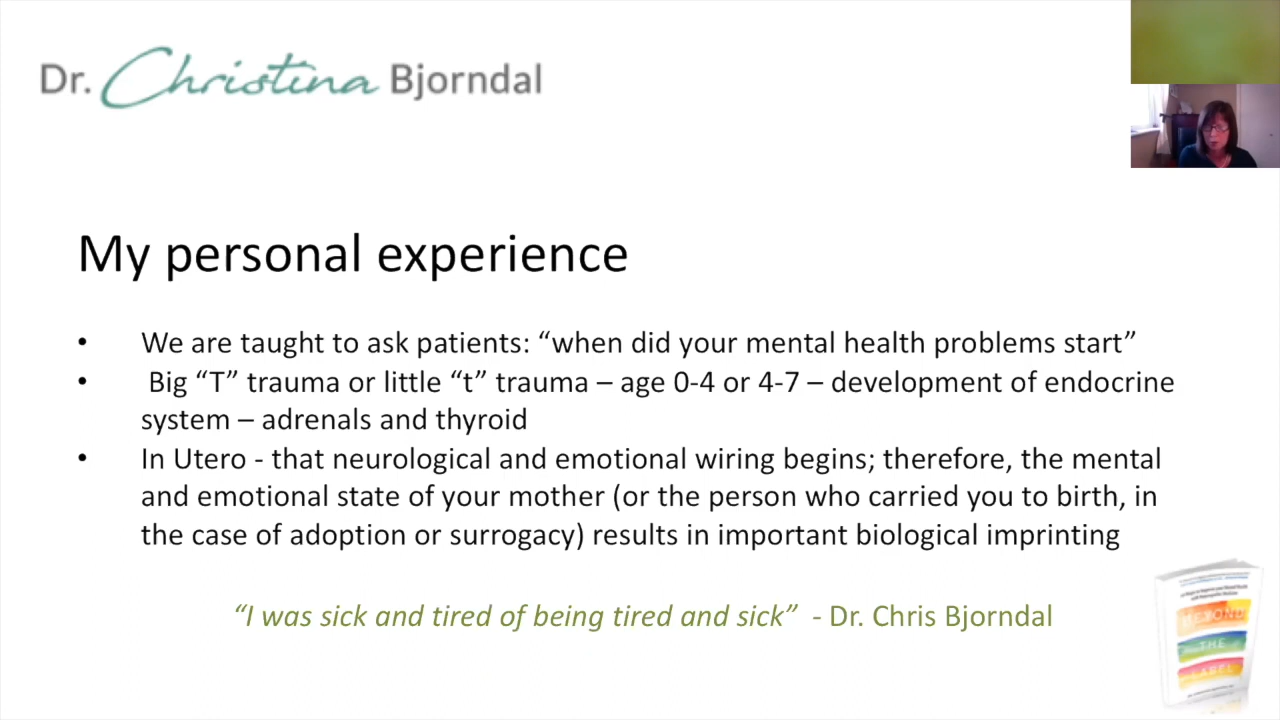 Dr. Christina Bjorndal
My personal experience
• We are taught to ask patients: “when did your mental health problems start”
• Big “T” trauma or little “t” trauma – age 0-4 or 4-7 – development of endocrine
system – adrenals and thyroid
• In Utero - that neurological and emotional wiring begins; therefore, the mental
and emotional state of your mother (or the person who carried you to birth, in
the case of adoption or surrogacy) results in important biological imprinting
“I was sick and tired of being tired and sick” - Dr. Chris Bjorndal
BEYOND
THE
LABEL